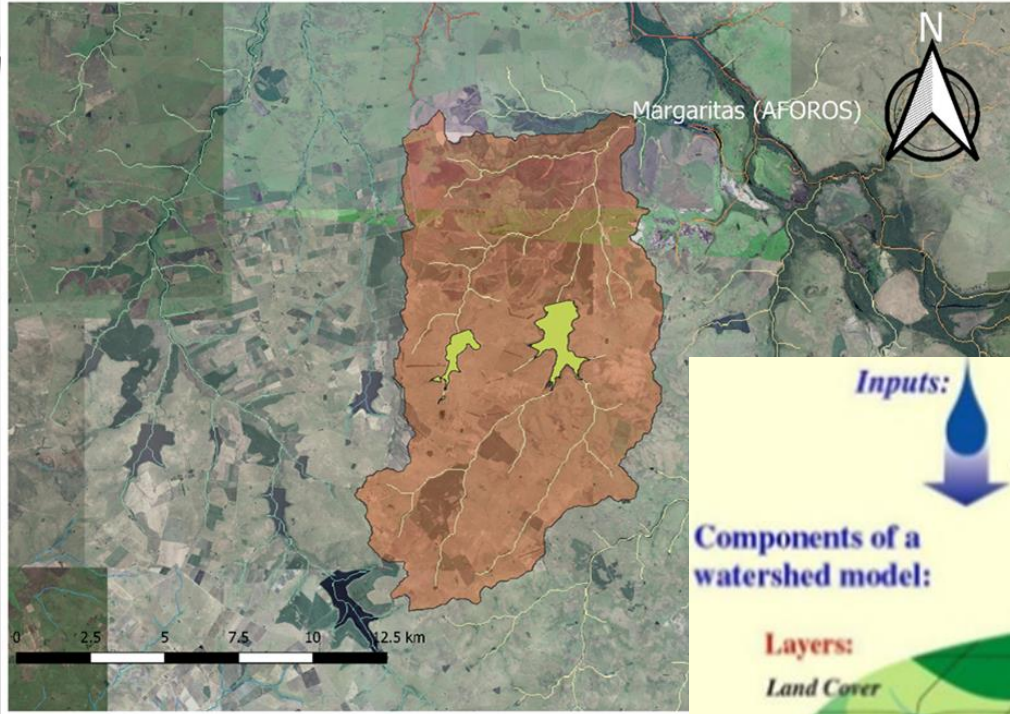 N
Margaritas (AFOROS)
0 2.5 5 7.5 10 12.5 km
Inputs:
Components of a
watershed model:
Layers:
Land Cover